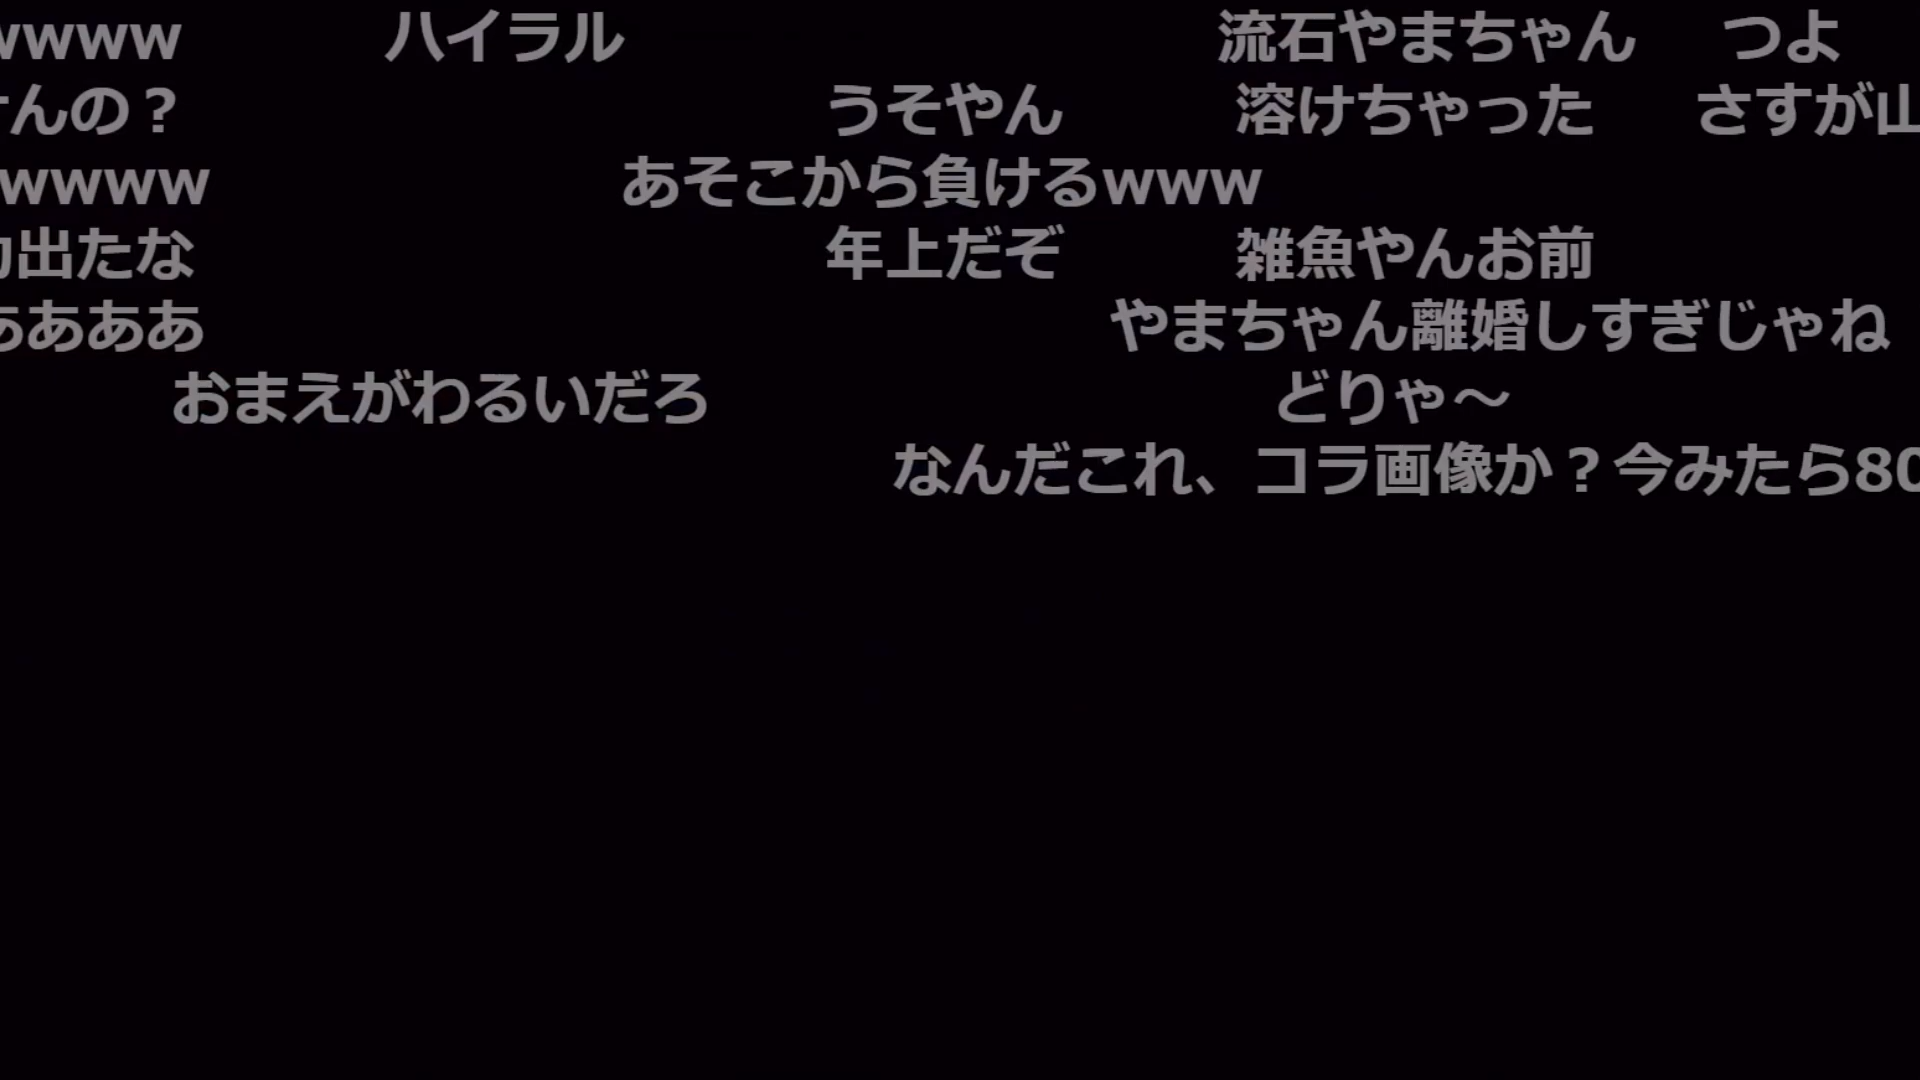 wwww ハイラル 流石やまちゃん つよ
んの？ うそやん 溶けちゃった さすが山
wwww あそこから負けるwww
出たな 年上だぞ 雑魚やんお前
ああああ やまちゃん離婚しすぎじゃね
おまえがわるいだろ どりゃ～
なんだこれ、コラ画像か？今みたら80